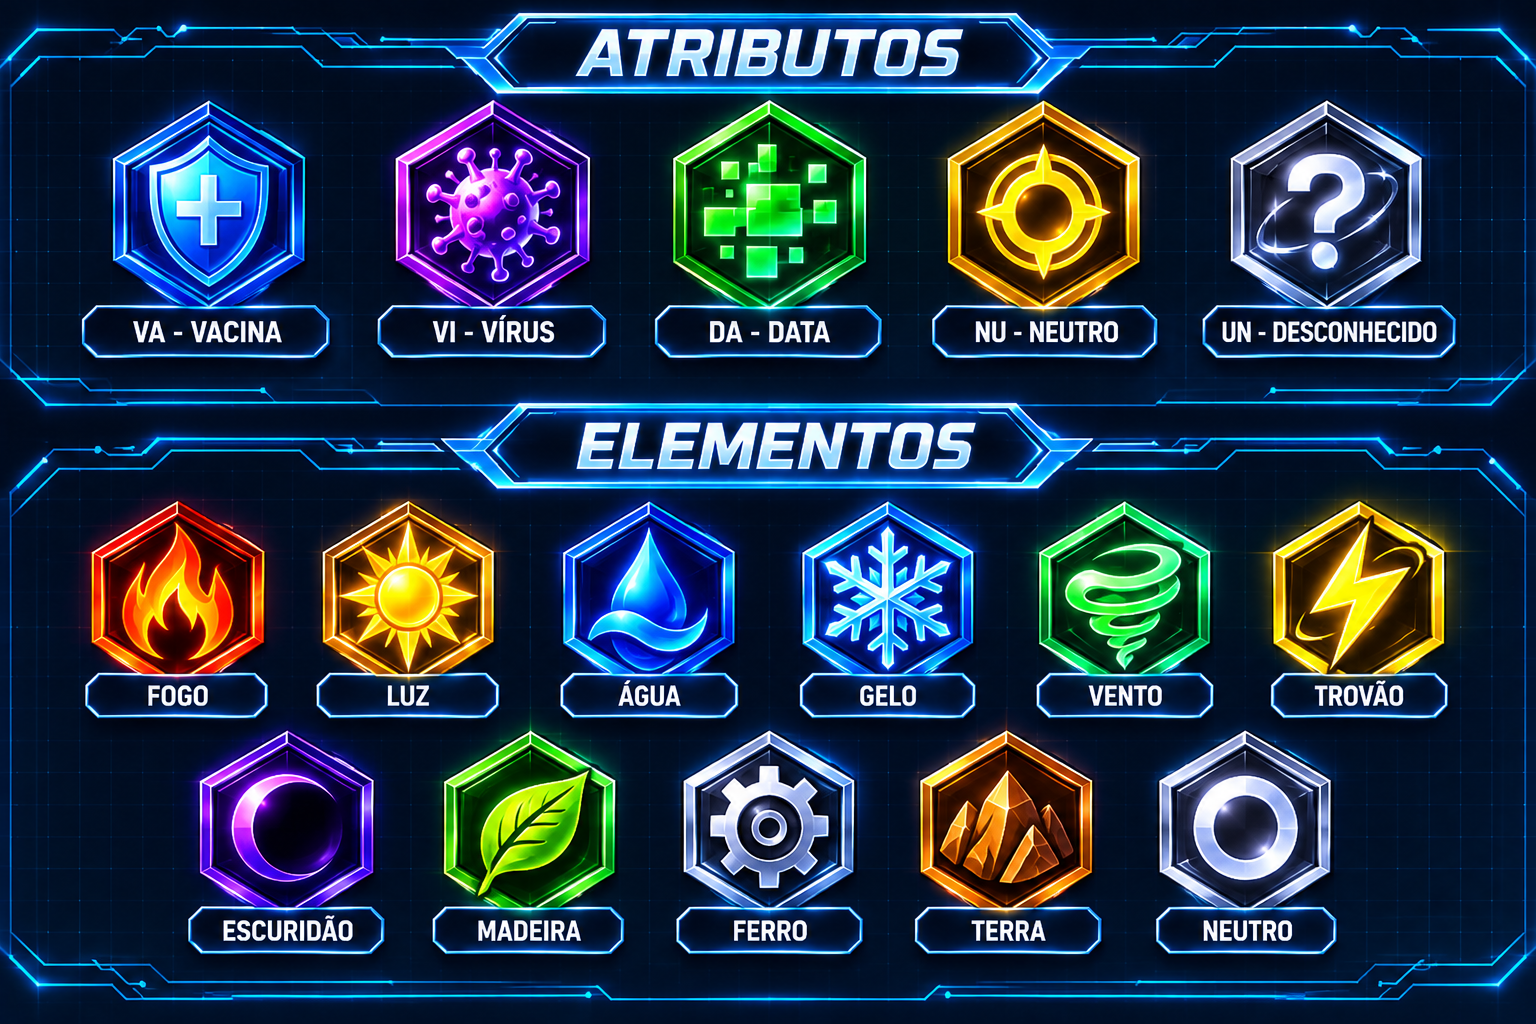 ATRIBUTOS
VA - VACINA
VI - VÍRUS
DA - DATA
NU - NEUTRO
UN - DESCONHECIDO
ELEMENTOS
FOGO
LUZ
ÁGUA
GELO
VENTO
TROVÃO
ESCURIDÃO
MADEIRA
FERRO
TERRA
NEUTRO